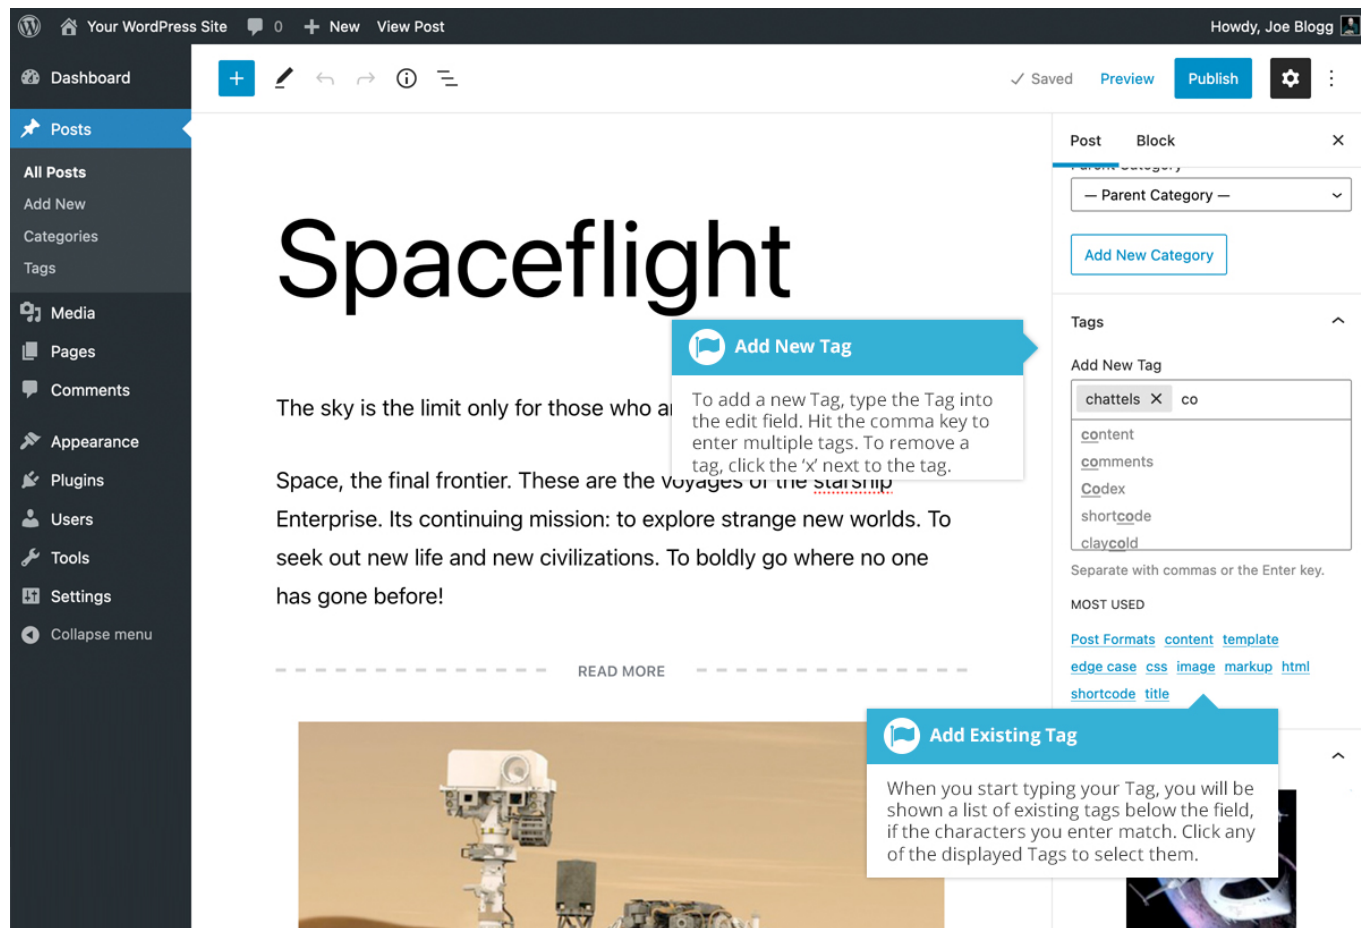 Your WordPress Site 0 New View Post Howdy, Joe Blogg
Dashboard
Saved Preview Publish
Posts
All Posts
Add New
Categories
Tags
Media
Pages
Comments
Appearance
Plugins
Users
Tools
Settings
Collapse menu
Spaceflight
The sky is the limit only for those who
Space, the final frontier. These are the voyages of the starship
Enterprise. Its continuing mission: to explore strange new worlds. To
seek out new life and new civilizations. To boldly go where no one
has gone before!
READ MORE
Add New Tag
To add a new Tag, type the Tag into
the edit field. Hit the comma key to
enter multiple tags. To remove a
tag, click the ‘x’ next to the tag.
Post Block
Parent Category
— Parent Category —
Add New Category
Tags
Add New Tag
chattels co
content
comments
Codex
shortcode
claycold
Separate with commas or the Enter key.
MOST USED
Post Formats content template
edge case css image markup html
shortcode title
Add Existing Tag
When you start typing your Tag, you will be
shown a list of existing tags below the field,
if the characters you enter match. Click any
of the displayed Tags to select them.